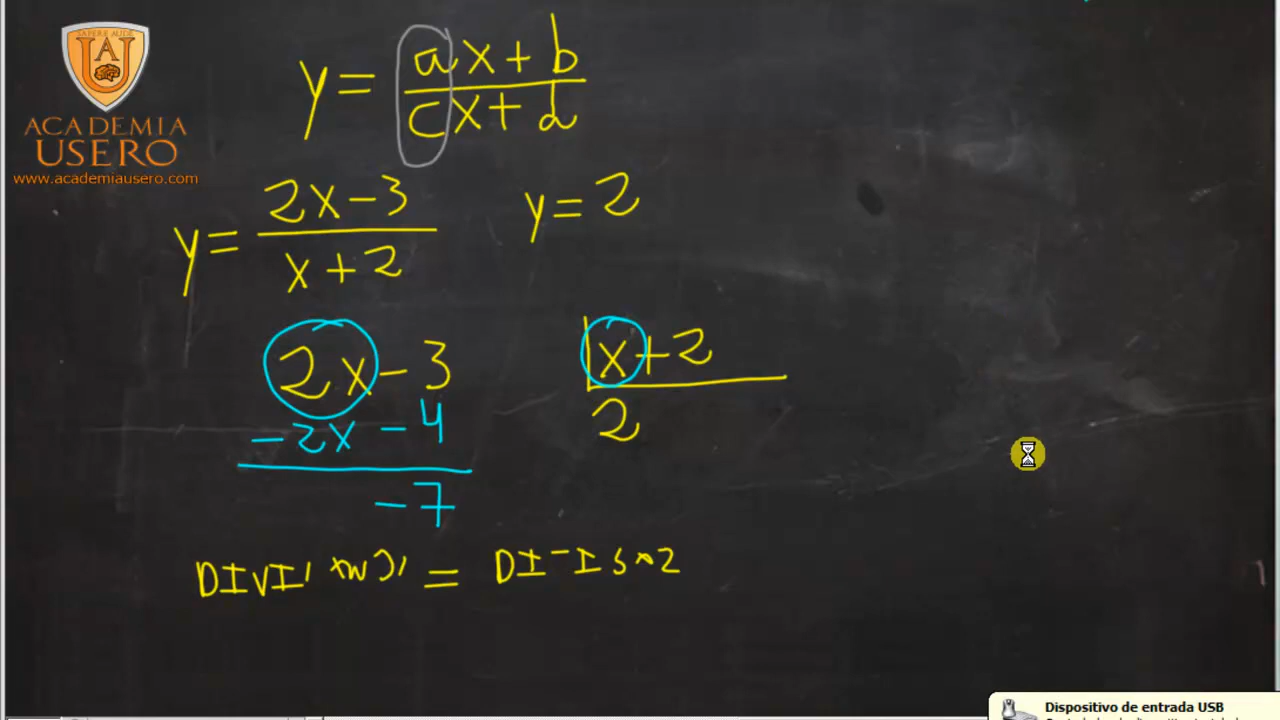 SAPERE AUDE
ACADEMIA
USERO
www.academiausero.com
y = ax + b
cx + d
y = 2x - 3
x + 2
y = 2
2x - 3
x + 2
-2x - 4
2
-7
=
Dispositivo de entrada USB